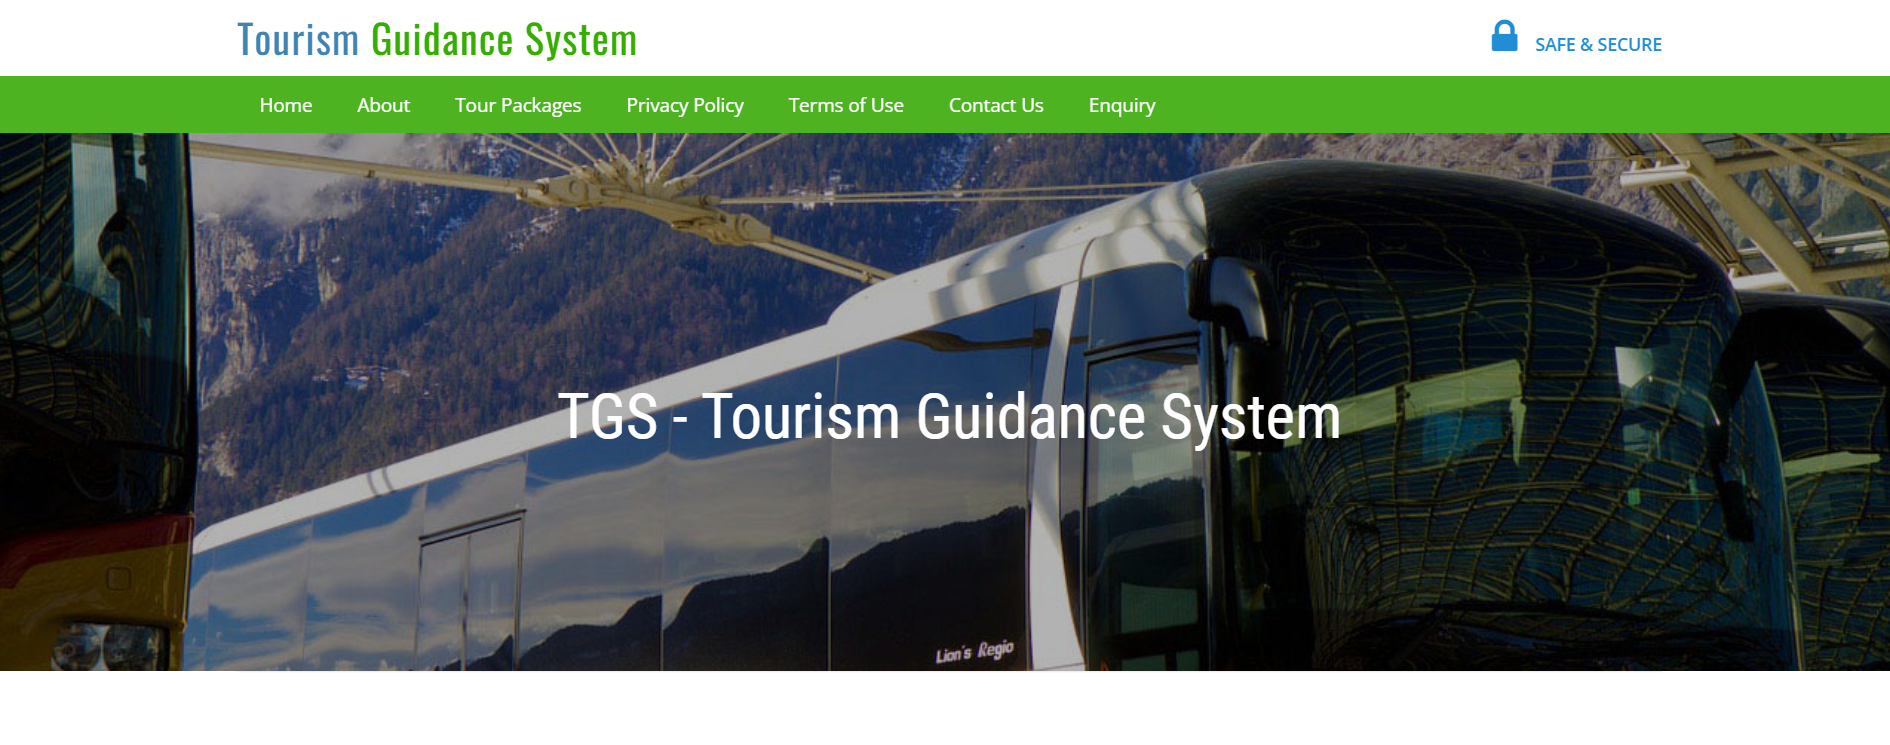 Tourism Guidance System
SAFE & SECURE
Home About Tour Packages Privacy Policy Terms of Use Contact Us Enquiry
TGS - Tourism Guidance System
Lion's Regio